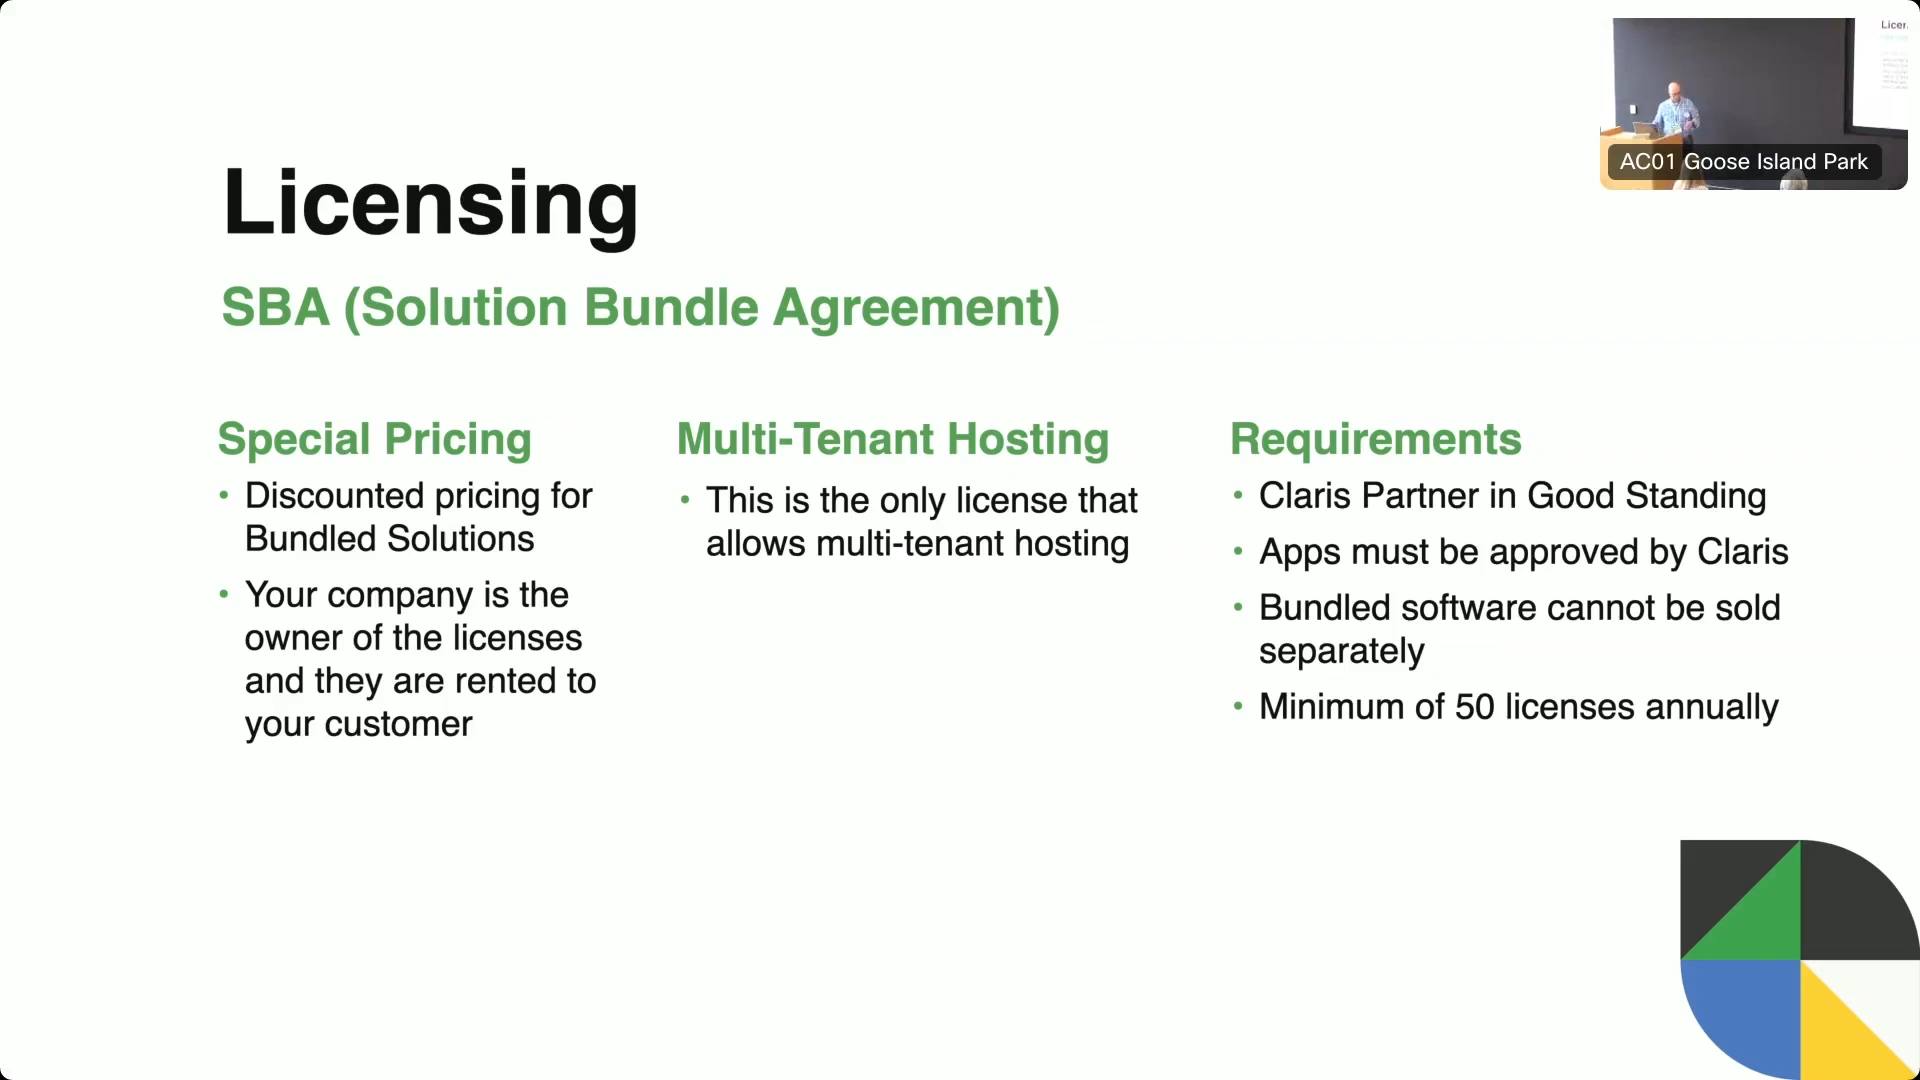 Licensing
SBA (Solution Bundle Agreement)
Special Pricing
• Discounted pricing for
Bundled Solutions
• Your company is the
owner of the licenses
and they are rented to
your customer
Multi-Tenant Hosting
• This is the only license that
allows multi-tenant hosting
Requirements
• Claris Partner in Good Standing
• Apps must be approved by Claris
• Bundled software cannot be sold
separately
• Minimum of 50 licenses annually
Licen
AC01 Goose Island Park